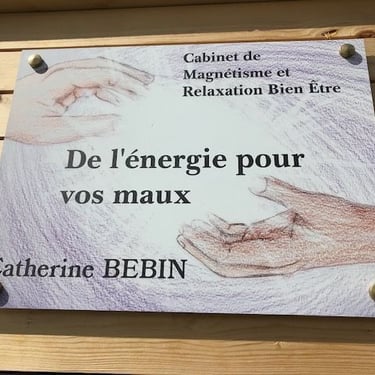 Cabinet de
Magnétisme et
Relaxation Bien Être
De l'énergie pour
vos maux
Catherine BEBIN